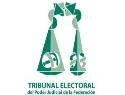 TRIBUNAL ELECTORAL
del Poder Judicial de la Federación